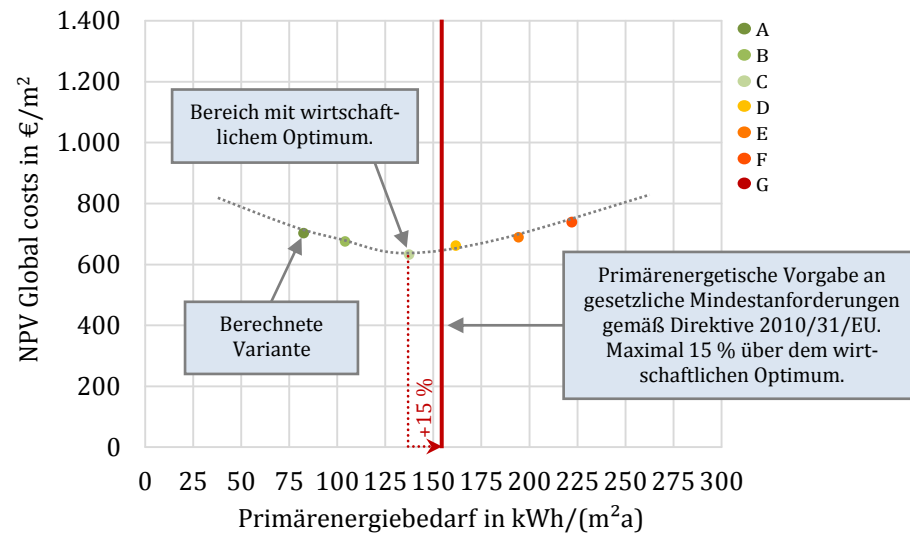 1.400
1.200
1.000
800
600
400
200
0
NPV Global costs in €/m²
Bereich mit wirtschaft-
lichem Optimum.
Berechnete
Variante
+15 %
Primärenergetische Vorgabe an
gesetzliche Mindestanforderungen
gemäß Direktive 2010/31/EU.
Maximal 15 % über dem wirt-
schaftlichen Optimum.
A
B
C
D
E
F
G
0 25 50 75 100 125 150 175 200 225 250 275 300
Primärenergiebedarf in kWh/(m²a)